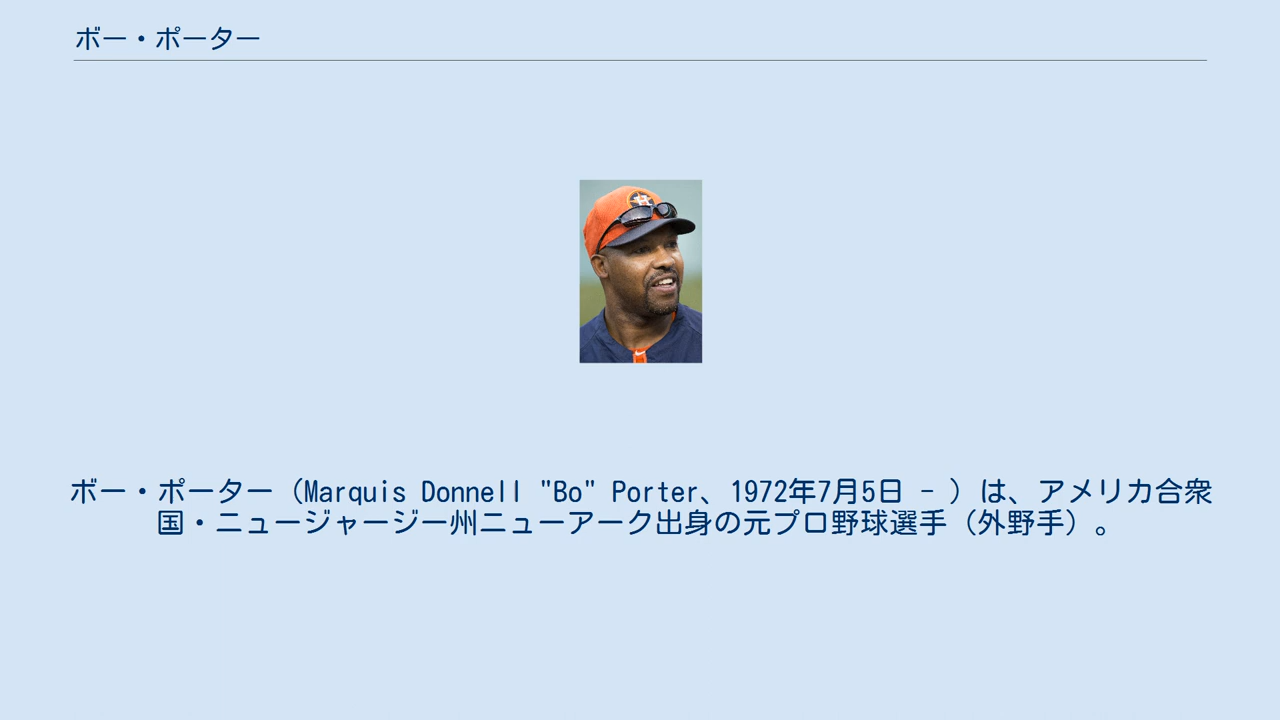 ボー・ポーター
ボー・ポーター（Marquis Donnell "Bo" Porter、1972年7月5日 - ）は、アメリカ合衆
国・ニュージャージー州ニューアーク出身の元プロ野球選手（外野手）。